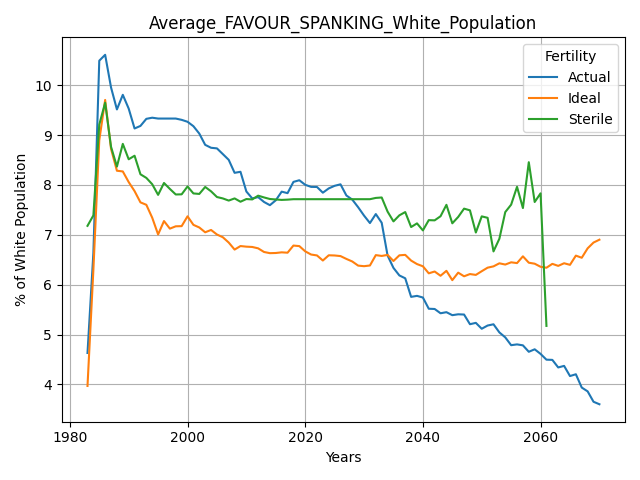 Average_FAVOUR_SPANKING_White_Population
Fertility
Actual
Ideal
Sterile
% of White Population
10
9
8
7
6
5
4
1980 2000 2020 2040 2060
Years